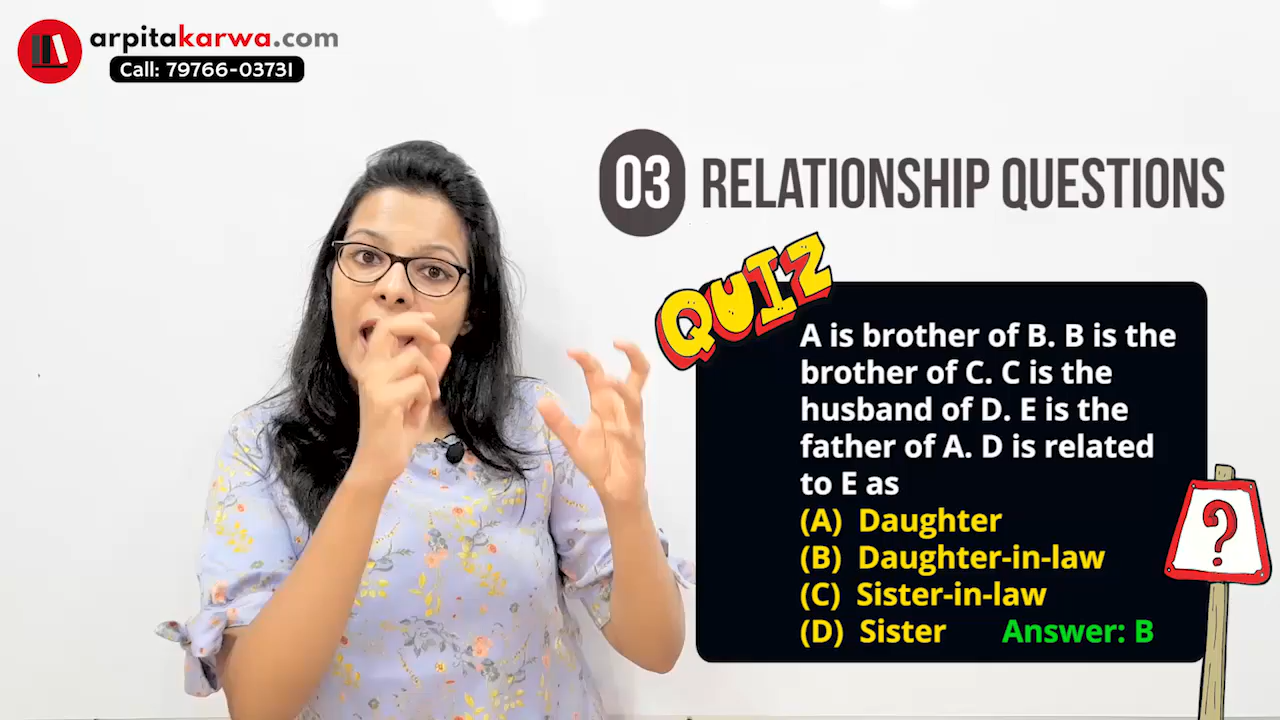 arpitakarwa.com
Call: 79766-03731
03 RELATIONSHIP QUESTIONS
QUIZ
A is brother of B. B is the
brother of C. C is the
husband of D. E is the
father of A. D is related
to E as
(A) Daughter
(B) Daughter-in-law
(C) Sister-in-law
(D) Sister Answer: B
?